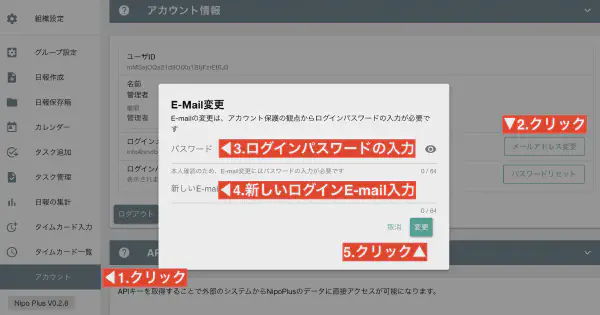 組織設定
グループ設定
日報作成
日報保存箱
カレンダー
タスク追加
タスク管理
日報の集計
タイムカード入力
タイムカード一覧
アカウント
Nipo Plus V0.2.8
◀1.クリック
アカウント情報
ユーザID
名前
管理者
管理者
E-Mail変更
E-mailの変更は、アカウント保護の観点からログインパスワードの入力が必要です
パスワード
◀3.ログインパスワードの入力
本人確認のため、E-mail変更にはパスワードの入力が必要です
0 / 64
新しいE-mail
◀4.新しいログインE-mail入力
0 / 64
取消
変更
5.クリック▲
▼2.クリック
メールアドレス変更
パスワードリセット
ログアウト
API
APIキーを取得することで外部のシステムからNipoPlusのデータに直接アクセスが可能になります。